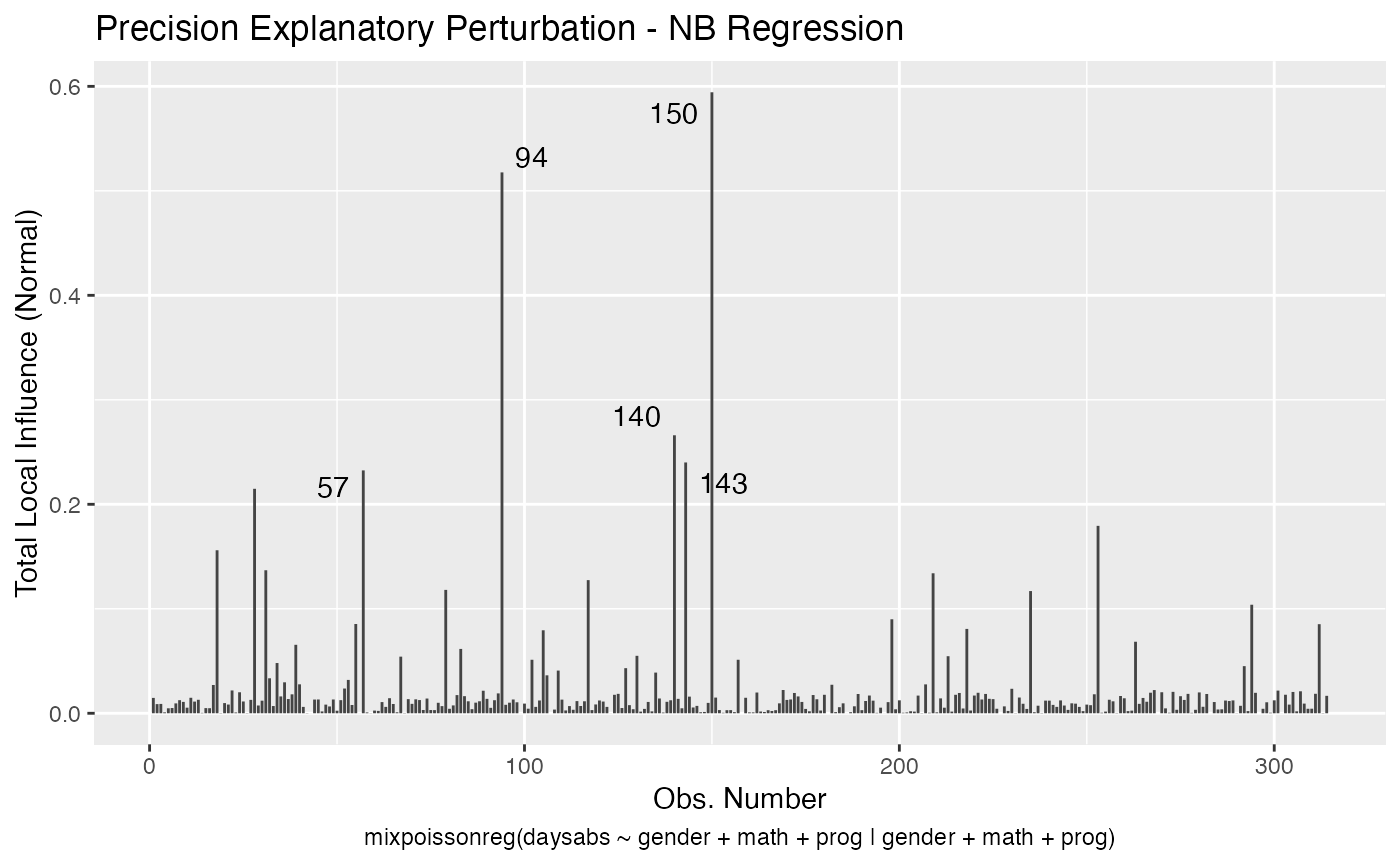 Precision Explanatory Perturbation - NB Regression
Total Local Influence (Normal)
0.6
0.4
0.2
0.0
150
94
140
143
57
0 100 200 300
Obs. Number
mixpoissonreg(daysabs ~ gender + math + prog | gender + math + prog)